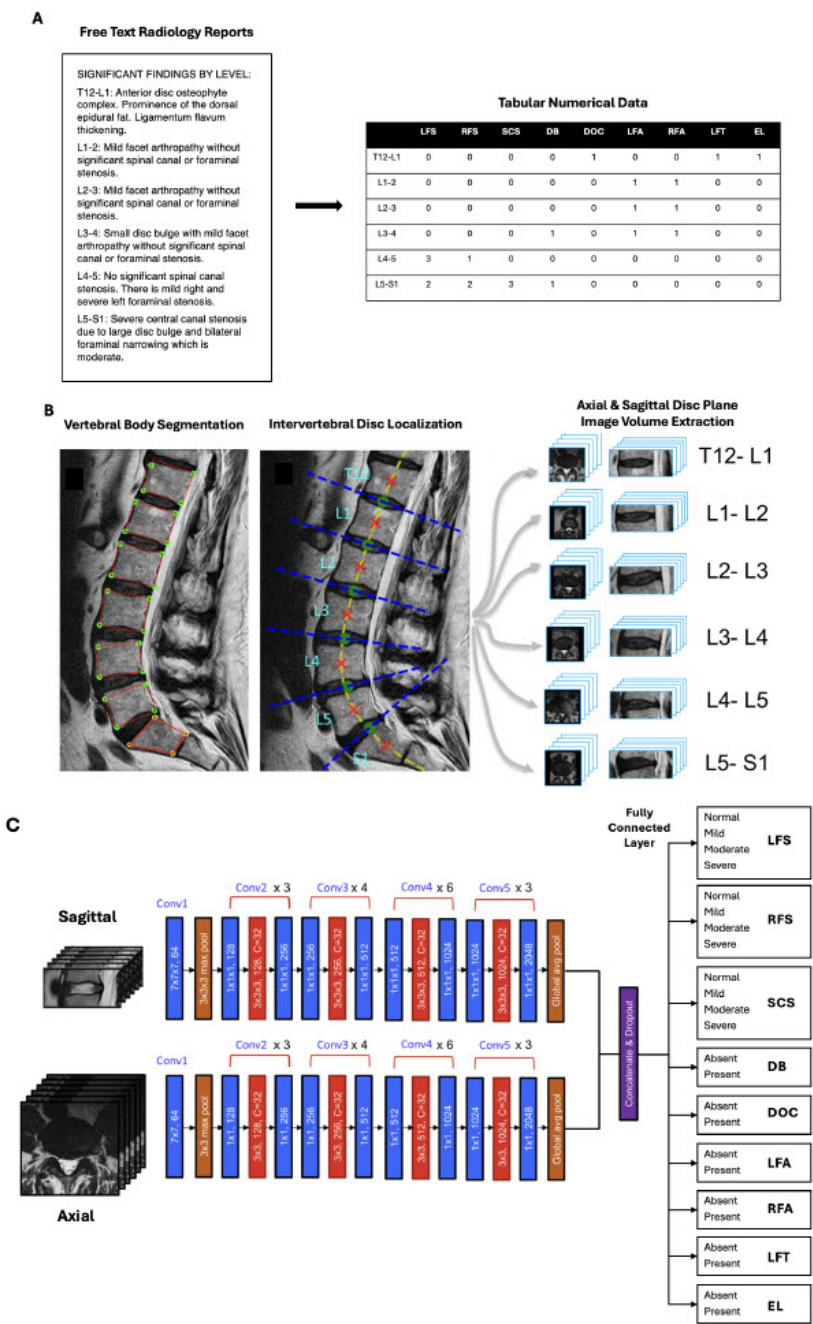 A
Free Text Radiology Reports
SIGNIFICANT FINDINGS BY LEVEL:
T12-L1: Anterior disc osteophyte
complex. Prominence of the dorsal
epidural fat. Ligamentum flavum
thickening.
L1-2: Mild facet arthropathy without
significant spinal canal or foraminal
stenosis.
L2-3: Mild facet arthropathy without
significant spinal canal or foraminal
stenosis.
L3-4: Small disc bulge with mild facet
arthropathy without significant spinal
canal or foraminal stenosis.
L4-5: No significant spinal canal
stenosis. There is mild right and
severe left foraminal stenosis.
L5-S1: Severe central canal stenosis
due to large disc bulge and bilateral
foraminal narrowing which is
moderate.
Tabular Numerical Data
LFS RFS SCS DB DOC LFA RFA LFT EL
T12-L1 0 0 0 0 1 0 0 1 1
L1-2 0 0 0 0 0 1 1 0 0
L2-3 0 0 0 0 0 1 1 0 0
L3-4 0 0 0 1 0 1 1 0 0
L4-5 3 1 0 0 0 0 0 0 0
L5-S1 2 2 3 1 0 0 0 0 0
B
Vertebral Body Segmentation
Intervertebral Disc Localization
Axial & Sagittal Disc Plane
Image Volume Extraction
T12
L1
L2
L3
L4
L5
S1
T12- L1
L1- L2
L2- L3
L3- L4
L4- L5
L5- S1
C
Sagittal
Conv1
Conv2 x 3
Conv3 x 4
Conv4 x 6
Conv5 x 3
7x7x7, 64
3x3x3 max pool
1x1x1, 128
3x3x3, 128, C=32
1x1x1, 256
1x1x1, 256
3x3x3, 256, C=32
1x1x1, 512
1x1x1, 512
3x3x3, 512, C=32
1x1x1, 1024
1x1x1, 1024
3x3x3, 1024, C=32
1x1x1, 2048
Global avg pool
Axial
Conv1
Conv2 x 3
Conv3 x 4
Conv4 x 6
Conv5 x 3
7x7, 64
3x3 max pool
1x1, 128
3x3, 128, C=32
1x1, 256
1x1, 256
3x3, 256, C=32
1x1, 512
1x1, 512
3x3, 512, C=32
1x1, 1024
1x1, 1024
3x3, 1024, C=32
1x1, 2048
Global avg pool
Concatenate & Dropout
Fully
Connected
Layer
Normal
Mild
Moderate
Severe
LFS
Normal
Mild
Moderate
Severe
RFS
Normal
Mild
Moderate
Severe
SCS
Absent
Present
DB
Absent
Present
DOC
Absent
Present
LFA
Absent
Present
RFA
Absent
Present
LFT
Absent
Present
EL